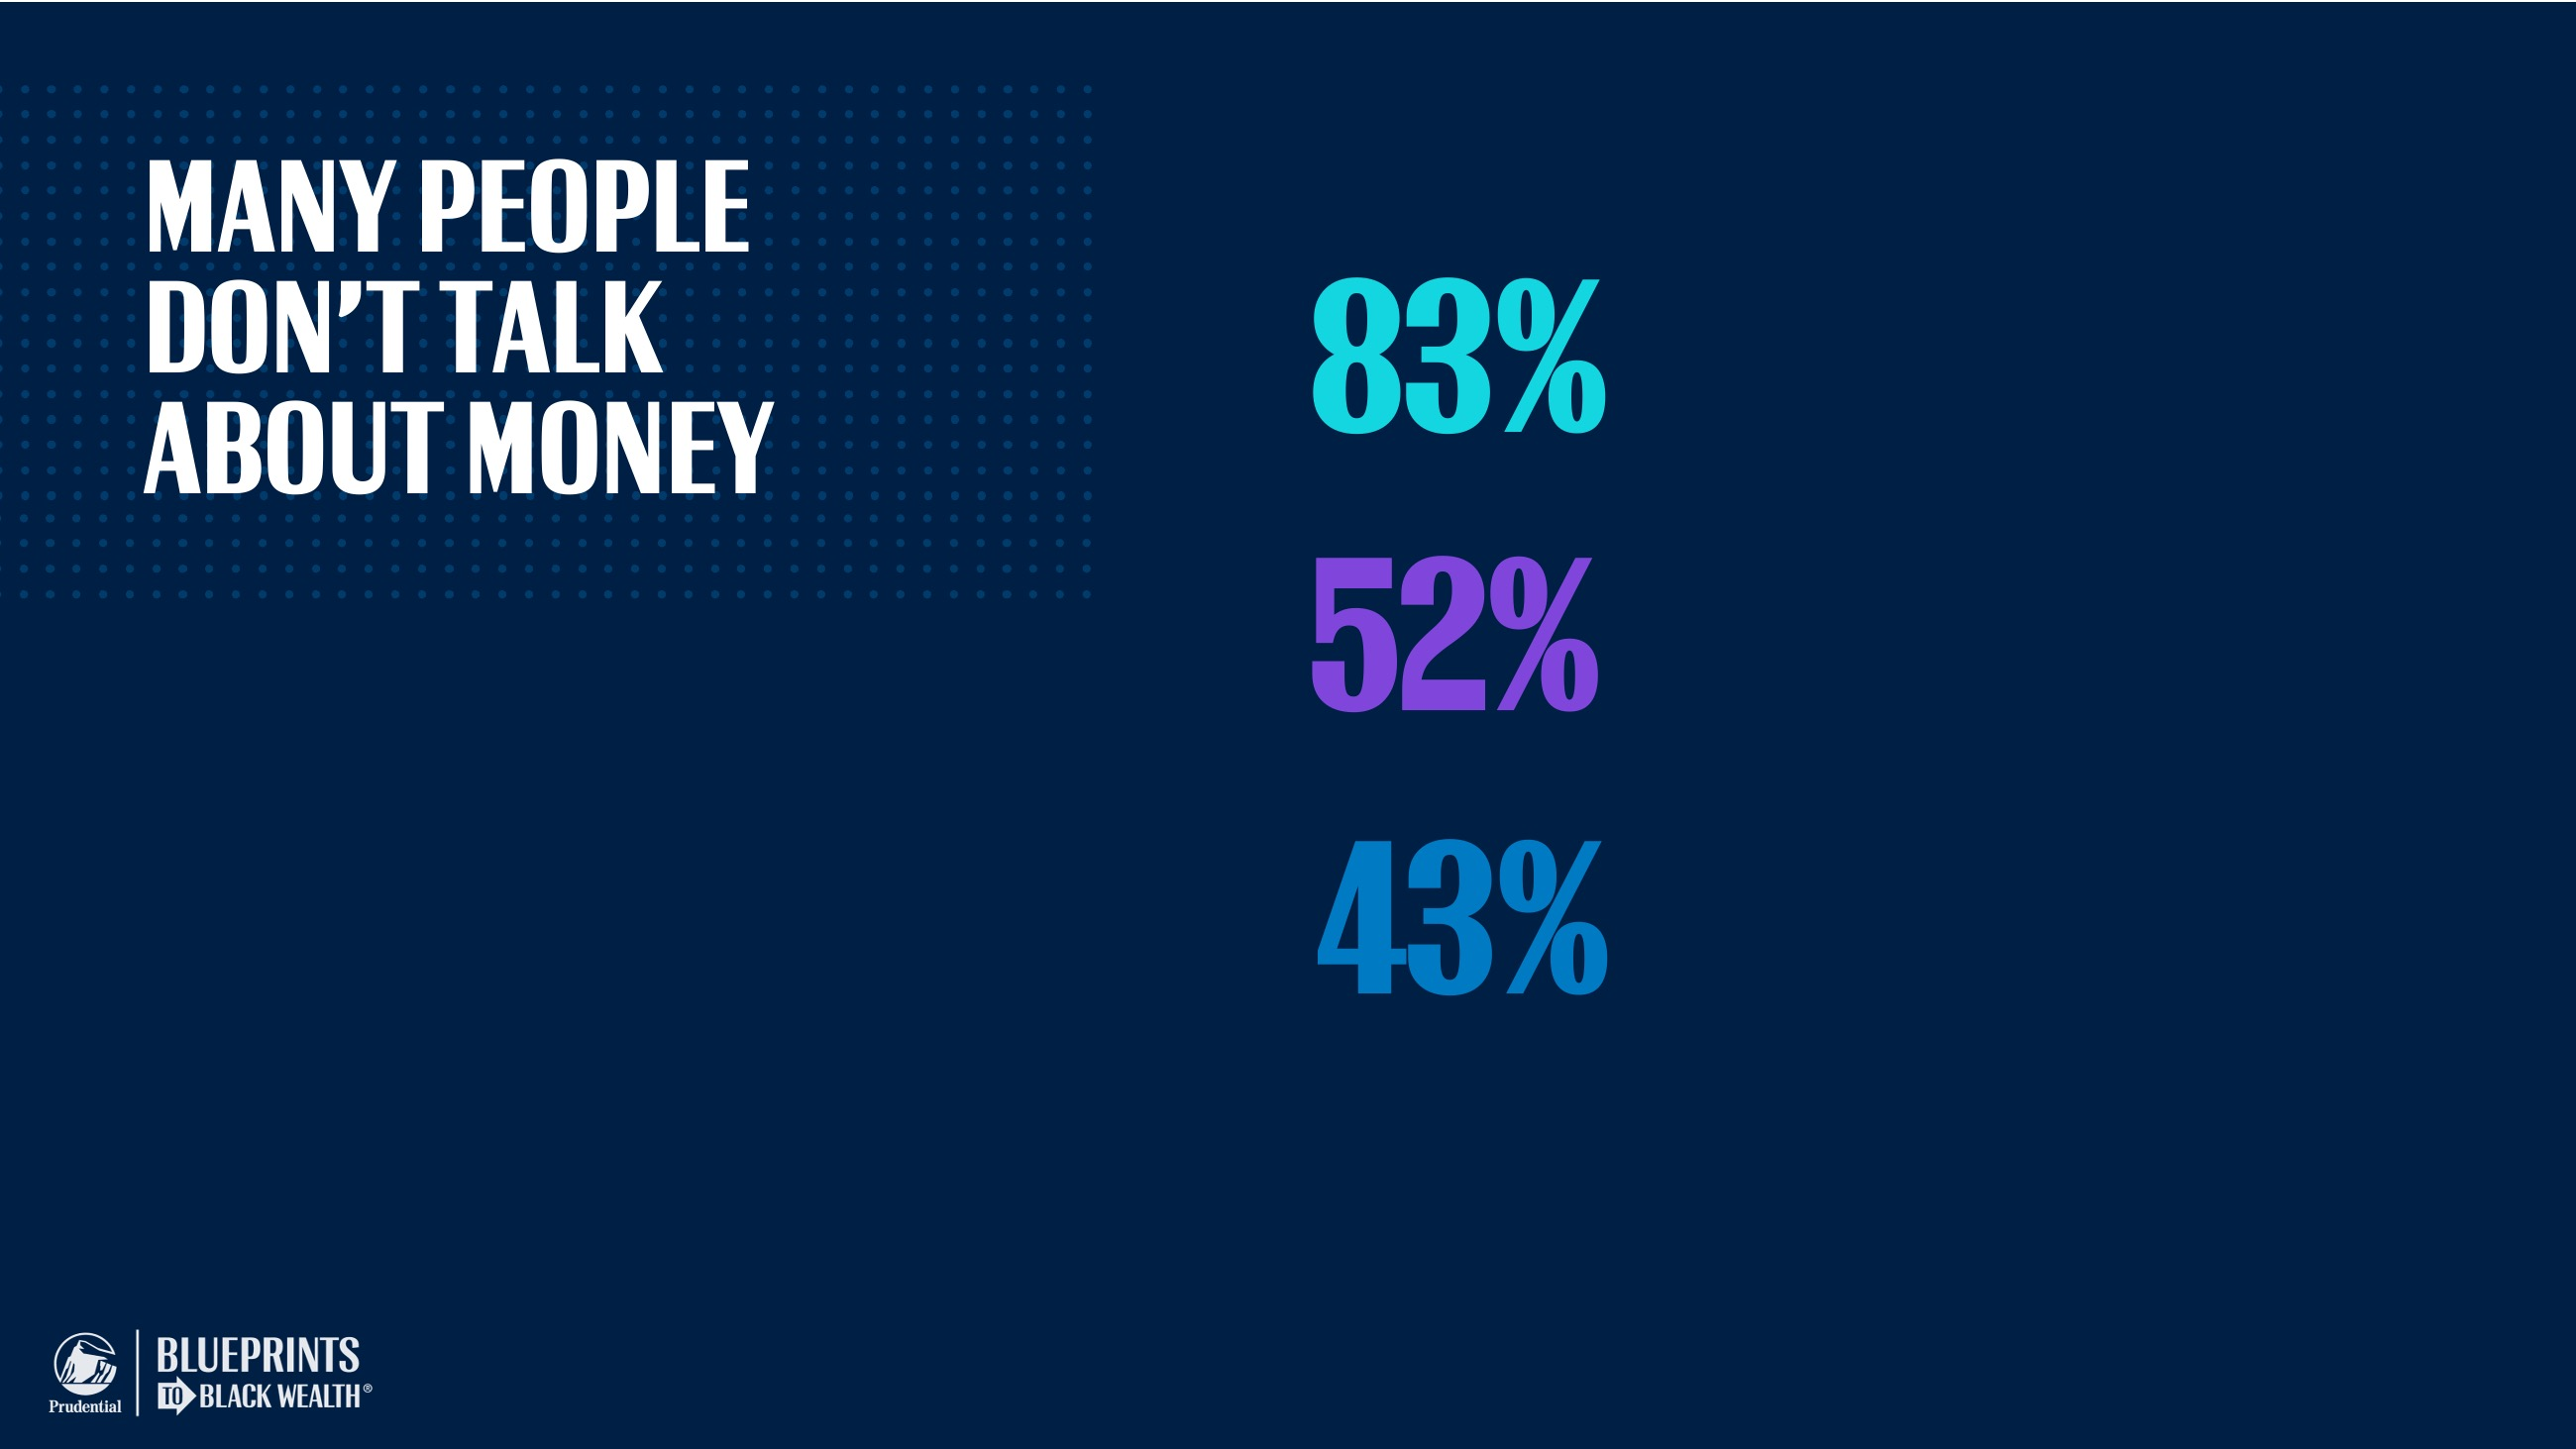 MANY PEOPLE
DON’T TALK
ABOUT MONEY
83%
52%
43%
Prudential
BLUEPRINTS
TO BLACK WEALTH®